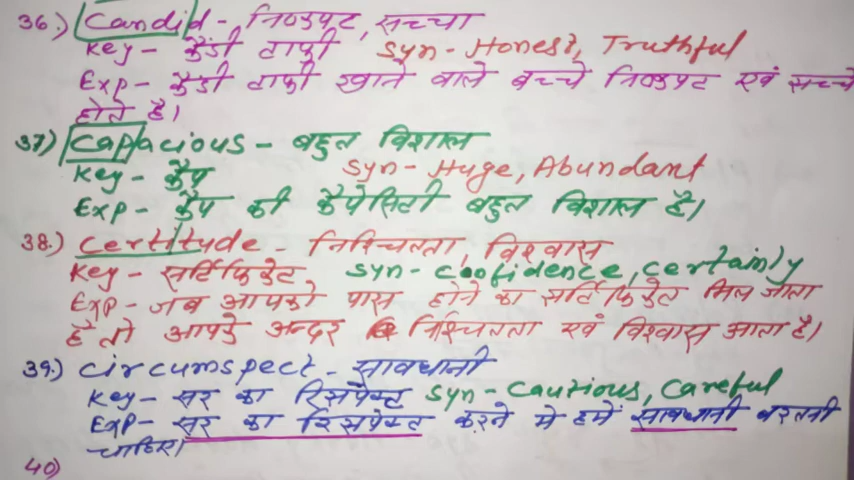 36.) Candid - निष्कपट, सच्चा
Key - कैंडी टाफी Syn - Honest, Truthful
Exp - कैंडी टाफी खाने वाले बच्चे निष्कपट एवं सच्चे
होते है।
37) Capacious - बहुत विशाल
Key - कैप Syn - Huge, Abundant
Exp - कैप की कैपेसिटी बहुत विशाल है।
38.) Certitude - निश्चितता, विश्वास
Key - सर्टिफिकेट Syn - Confidence, Certainly
Exp - जब आपको पास होने का सर्टिफिकेट मिल जाता
है तो आपके अन्दर निश्चितता एवं विश्वास आता है।
39.) Circumspect - सावधानी
Key - सर का रिसपेक्ट Syn - Cautious, Careful
Exp - सर का रिसपेक्ट करने मे हमें सावधानी बरतनी
चाहिए।
40)